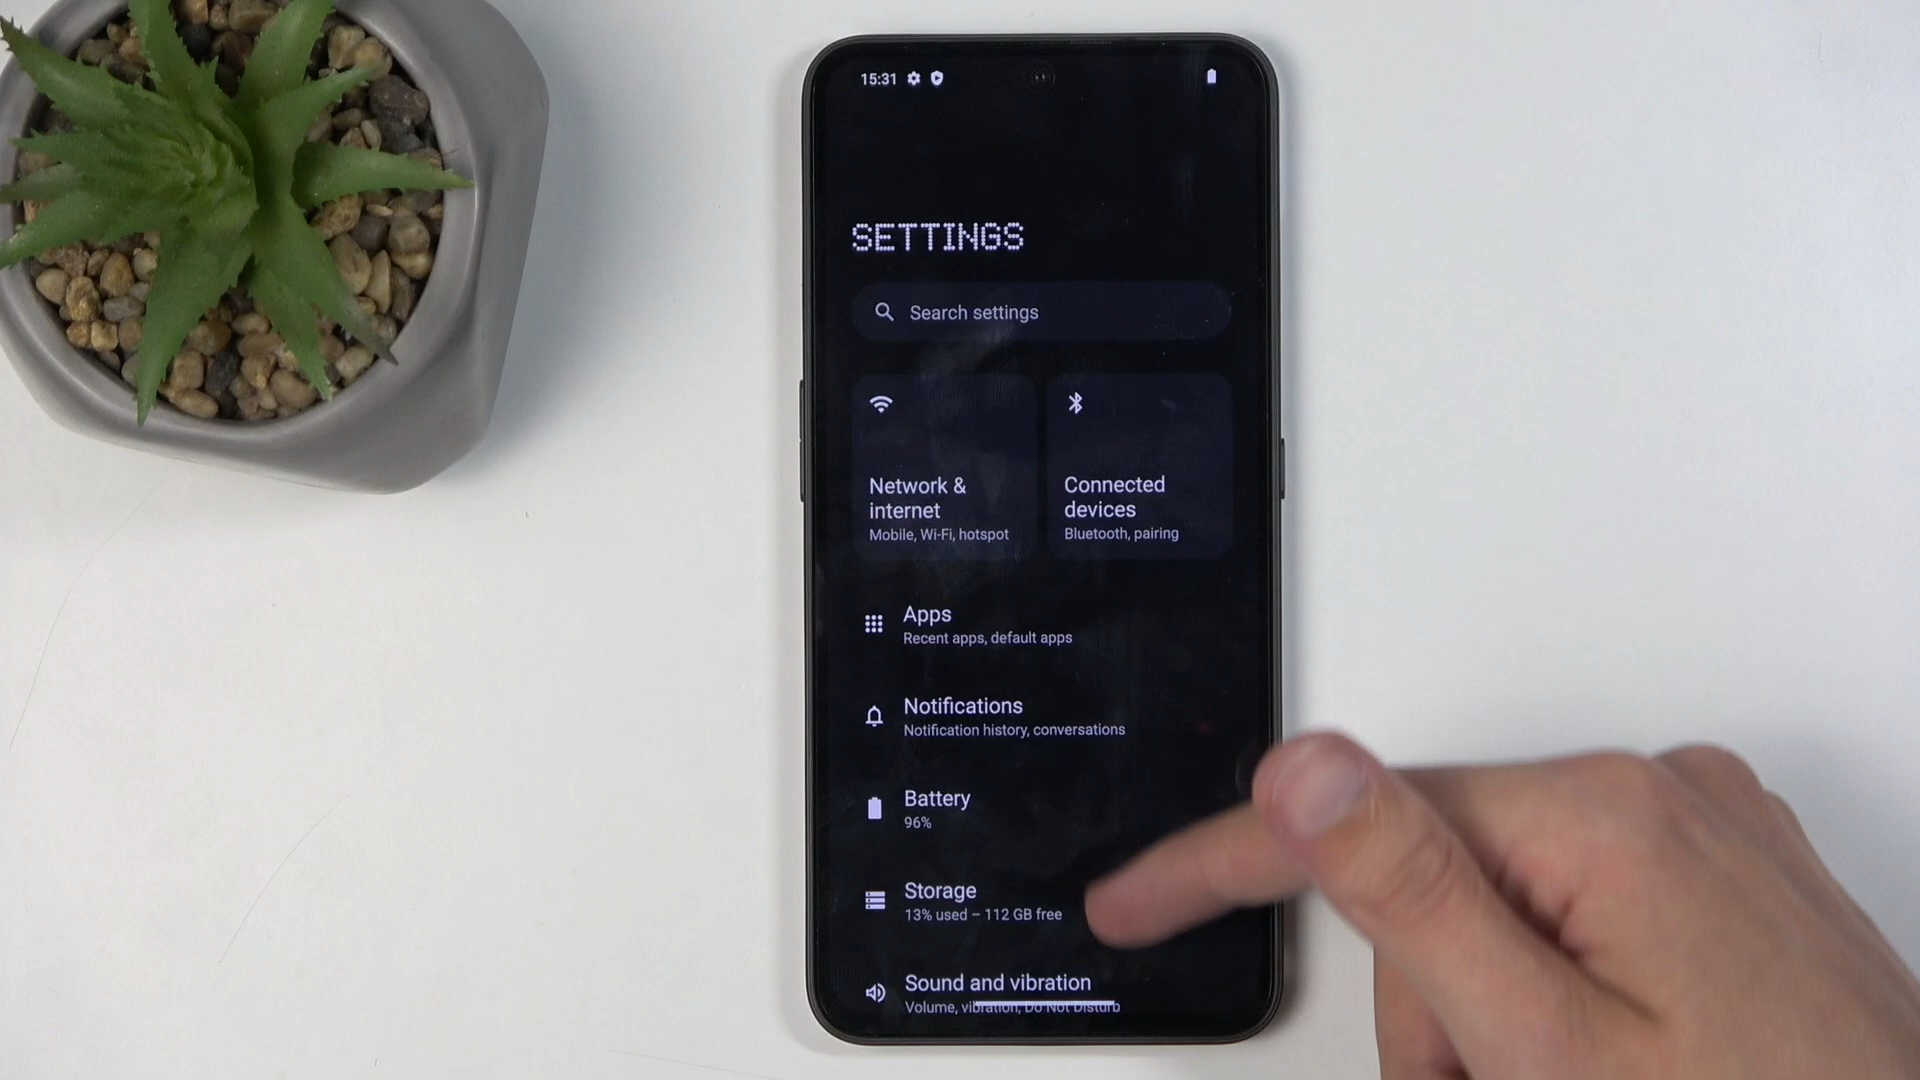 15:31
SETTINGS
Search settings
Network &
internet
Mobile, Wi-Fi, hotspot
Connected
devices
Bluetooth, pairing
Apps
Recent apps, default apps
Notifications
Notification history, conversations
Battery
96%
Storage
13% used – 112 GB free
Sound and vibration
Volume, vibration, Do Not Disturb